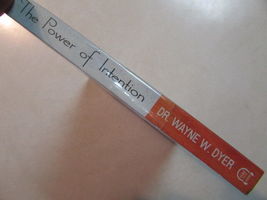 The Power of Intention
DR. WAYNE W. DYER